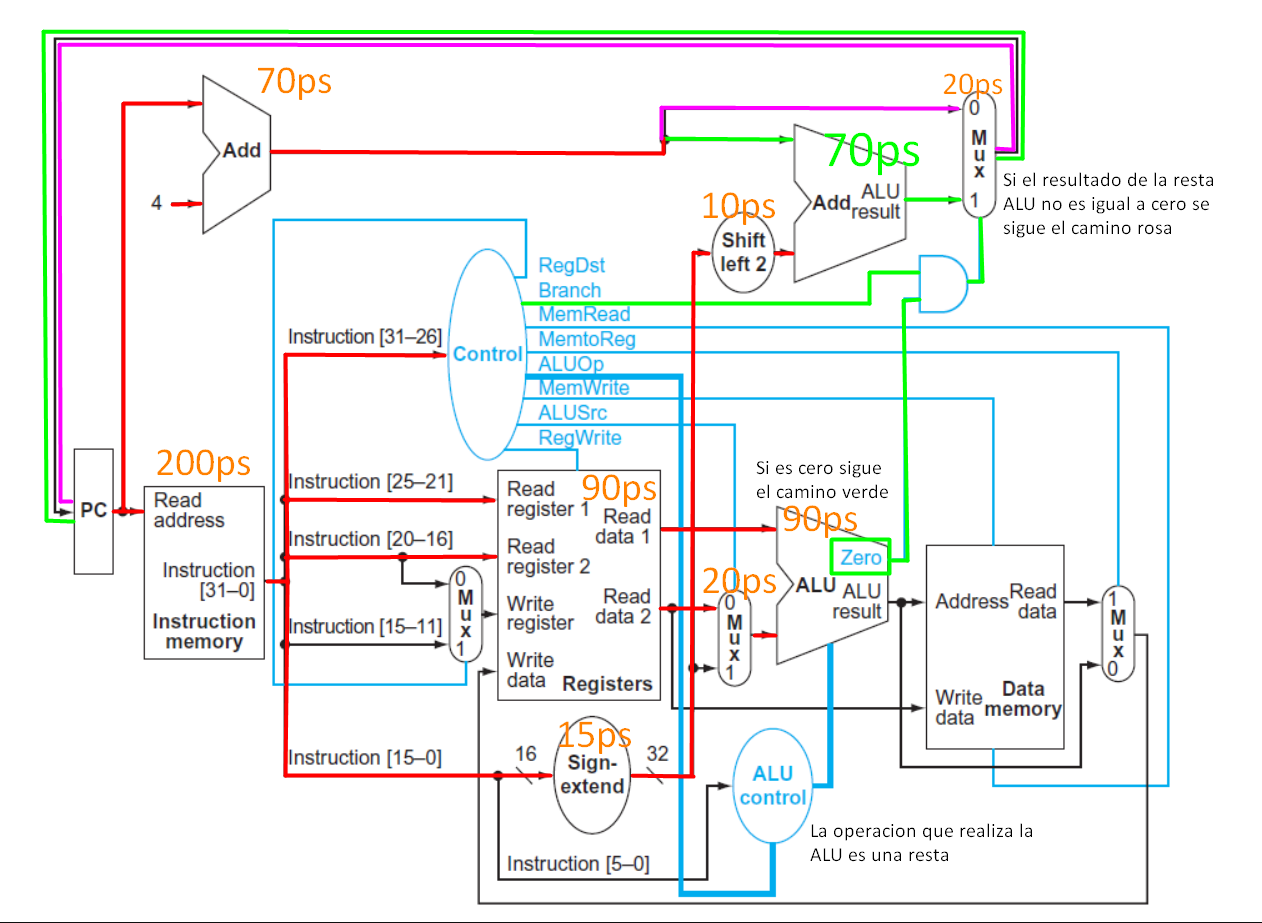 70ps
20ps
0
M
u
x
1
Add
4
70ps
Add
ALU
result
10ps
Shift
left 2
Si el resultado de la resta
ALU no es igual a cero se
sigue el camino rosa
RegDst
Branch
MemRead
MemtoReg
ALUOp
MemWrite
ALUSrc
RegWrite
Control
Instruction [31–26]
200ps
PC
Read
address
Instruction
[31–0]
Instruction
memory
Instruction [25–21]
Instruction [20–16]
Instruction [15–11]
0
M
u
x
1
90ps
Read
register 1
Read
data 1
Read
register 2
Write
register
Read
data 2
Write
data
Registers
Si es cero sigue
el camino verde
90ps
Zero
ALU
ALU
result
20ps
0
M
u
x
1
Address
Read
data
Write
data
Data
memory
1
M
u
x
0
Instruction [15–0]
16
15ps
Sign-
extend
32
ALU
control
La operacion que realiza la
ALU es una resta
Instruction [5–0]